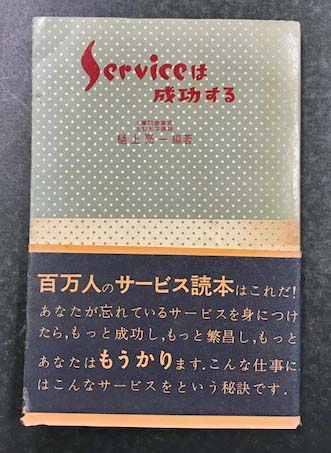 Serviceは
成功する
樋上亮一編著
百万人のサービス読本はこれだ!
あなたが忘れているサービスを身につけ
たら,もっと成功し,もっと繁昌し,もっと
あなたはもうかります.こんな仕事に
はこんなサービスをという秘訣です.